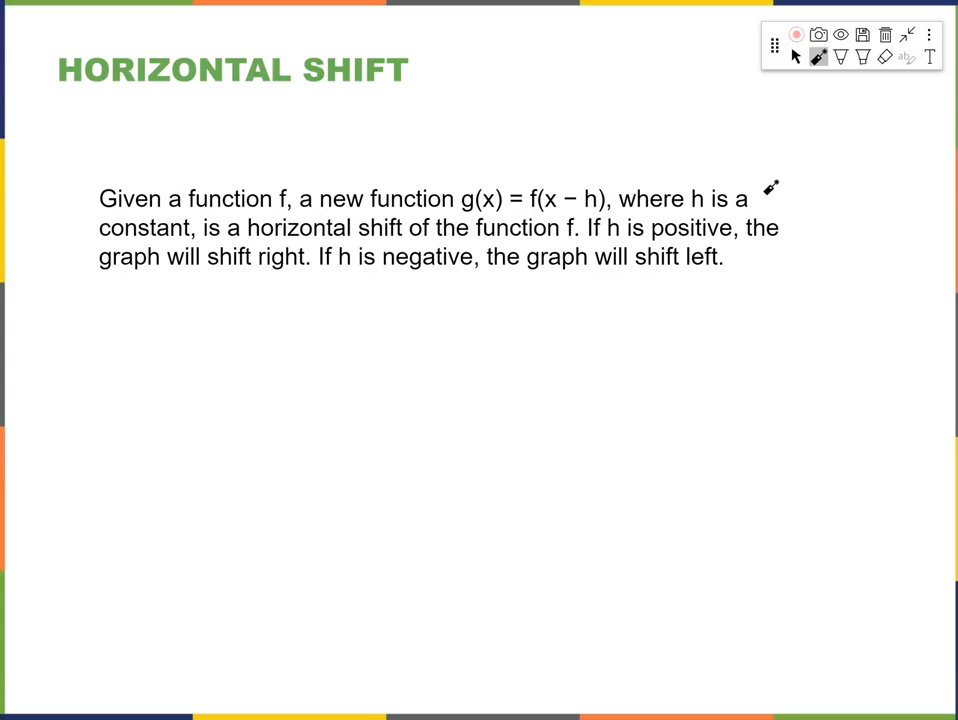 HORIZONTAL SHIFT
ab
T
Given a function f, a new function g(x) = f(x − h), where h is a
constant, is a horizontal shift of the function f. If h is positive, the
graph will shift right. If h is negative, the graph will shift left.